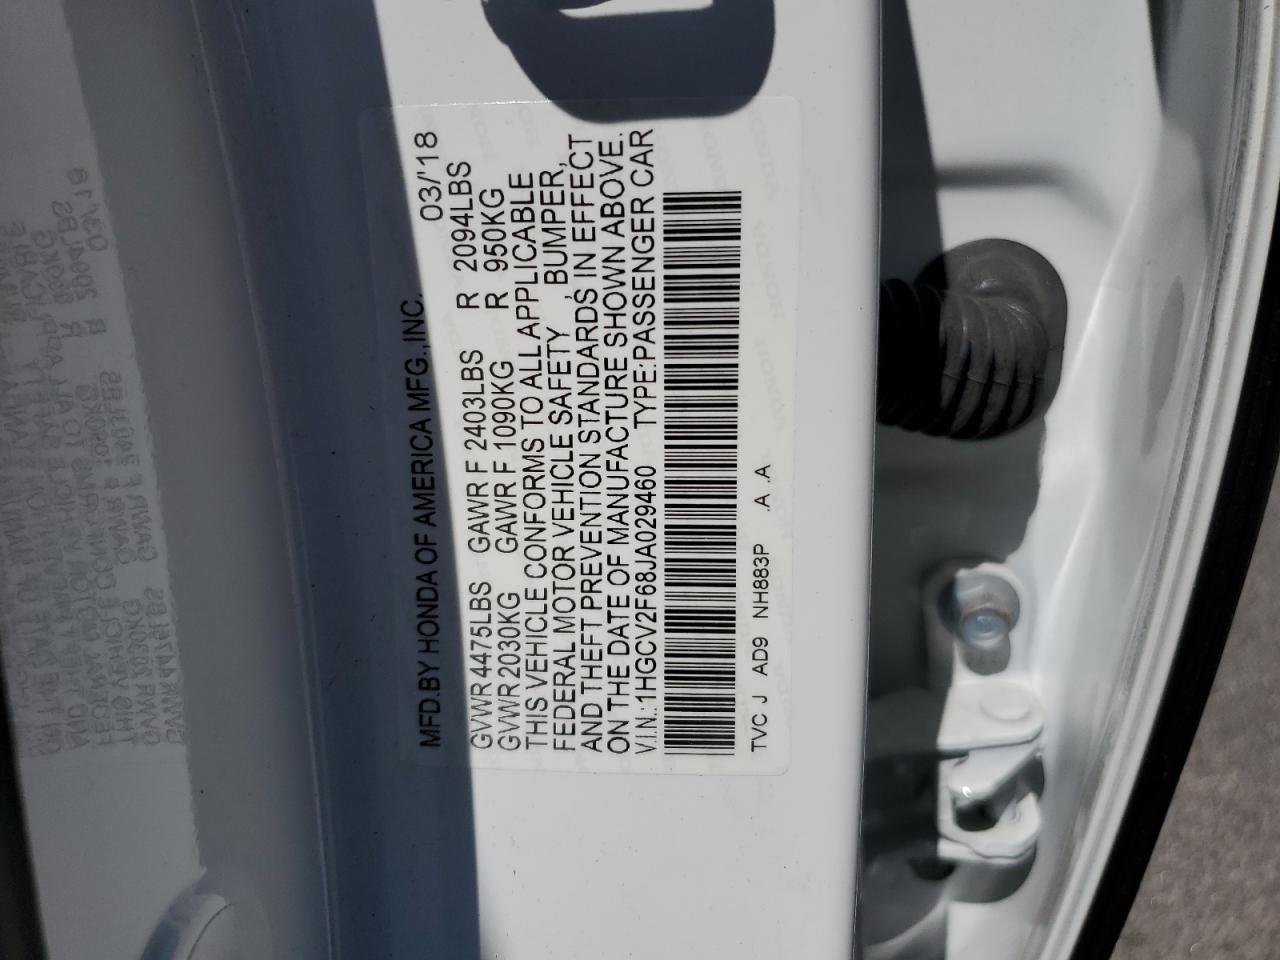 MFD.BY HONDA OF AMERICA MFG.,INC. 03/'18
GVWR 4475LBS GAWR F 2403LBS R 2094LBS
GVWR 2030KG GAWR F 1090KG R 950KG
THIS VEHICLE CONFORMS TO ALL APPLICABLE
FEDERAL MOTOR VEHICLE SAFETY , BUMPER,
AND THEFT PREVENTION STANDARDS IN EFFECT
ON THE DATE OF MANUFACTURE SHOWN ABOVE.
V.I.N.:1HGCV2F68JA029460 TYPE:PASSENGER CAR
TVC J AD9 NH883P .A .A